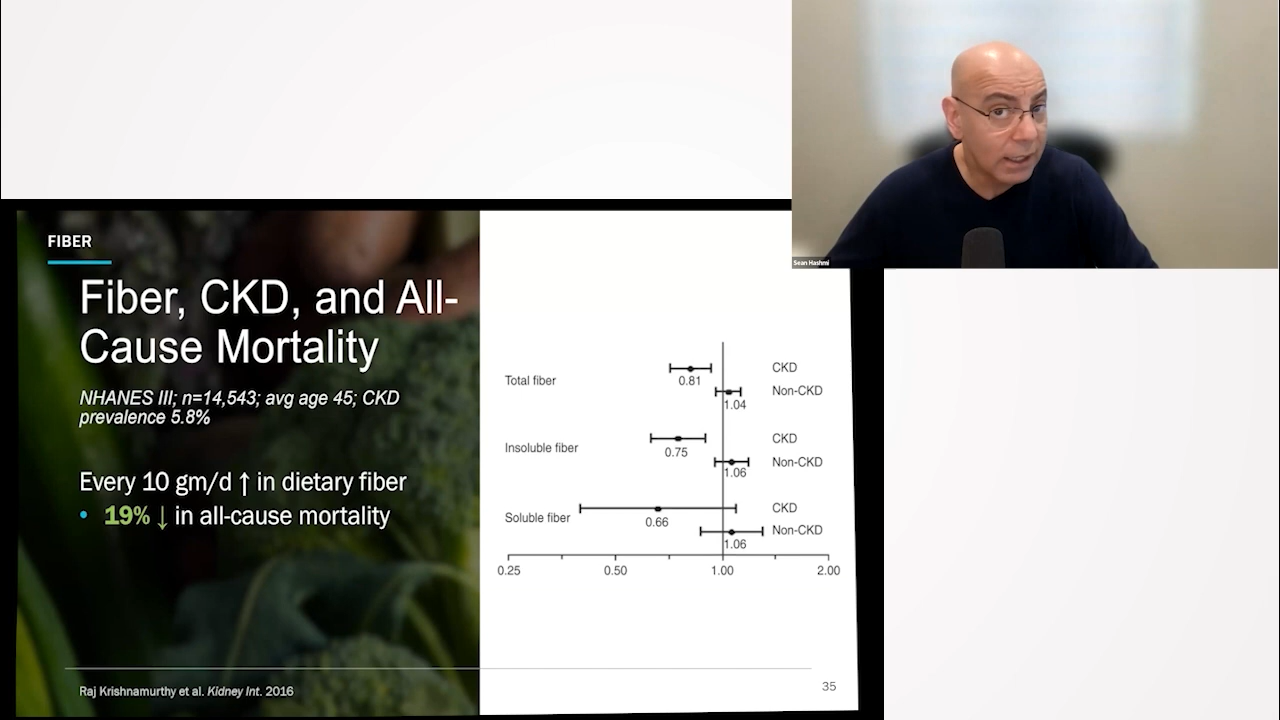 Sean Hashmi
FIBER
Fiber, CKD, and All-
Cause Mortality
NHANES III; n=14,543; avg age 45; CKD
prevalence 5.8%
Every 10 gm/d ↑ in dietary fiber
• 19% ↓ in all-cause mortality
Total fiber
0.81
CKD
1.04
Non-CKD
Insoluble fiber
0.75
CKD
1.06
Non-CKD
Soluble fiber
0.66
CKD
1.06
Non-CKD
0.25 0.50 1.00 2.00
Raj Krishnamurthy et al. Kidney Int. 2016
35